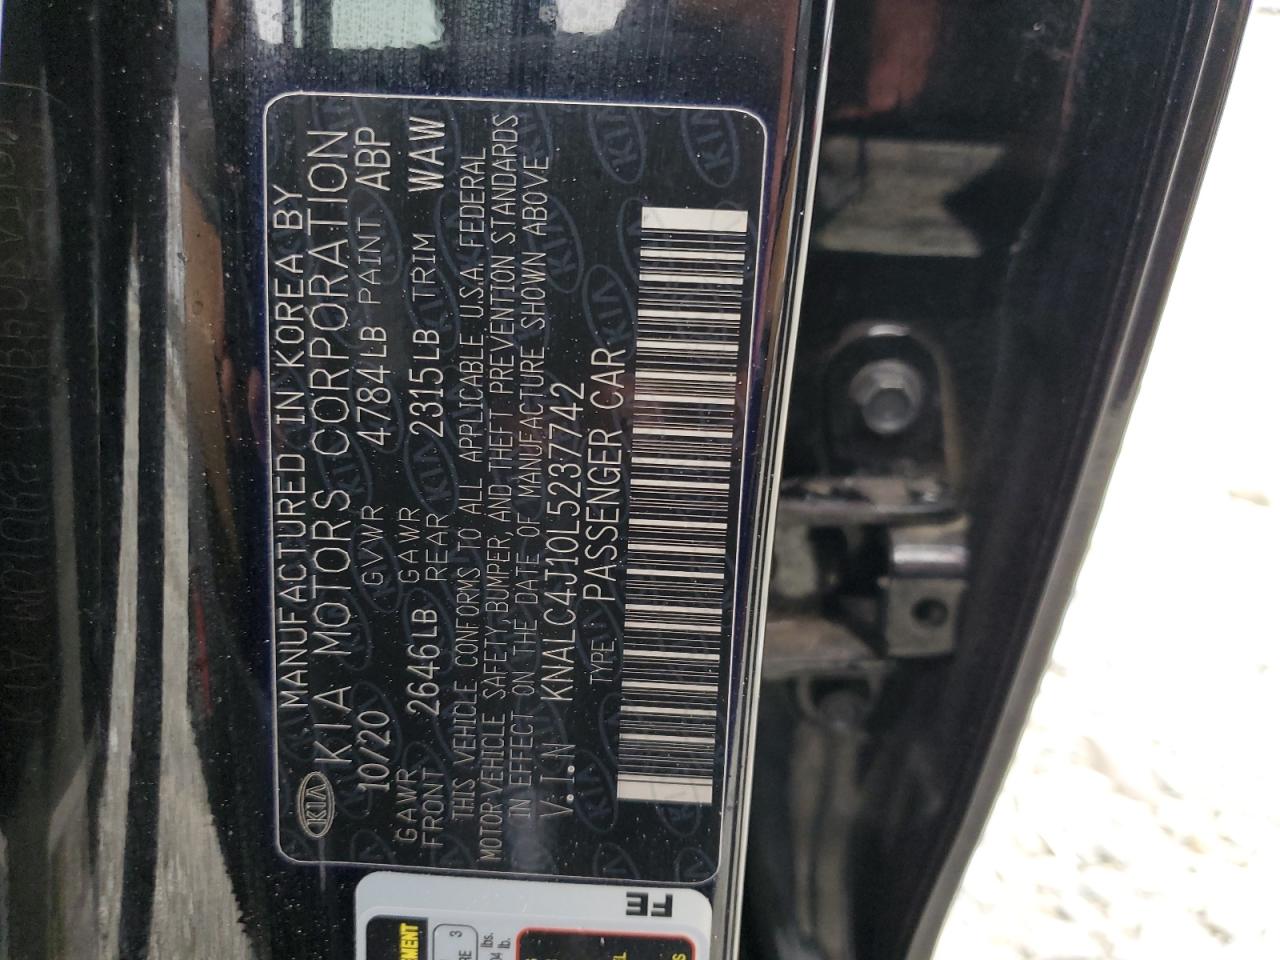 MANUFACTURED IN KOREA BY
KIA KIA MOTORS CORPORATION
10/20 GVWR 4784LB PAINT ABP
GAWR FRONT 2646LB GAWR REAR 2315LB TRIM WAW
THIS VEHICLE CONFORMS TO ALL APPLICABLE U.S.A. FEDERAL
MOTOR VEHICLE SAFETY, BUMPER, AND THEFT PREVENTION STANDARDS
IN EFFECT ON THE DATE OF MANUFACTURE SHOWN ABOVE
V.I.N KNALC4J10L5237742
TYPE PASSENGER CAR
FE